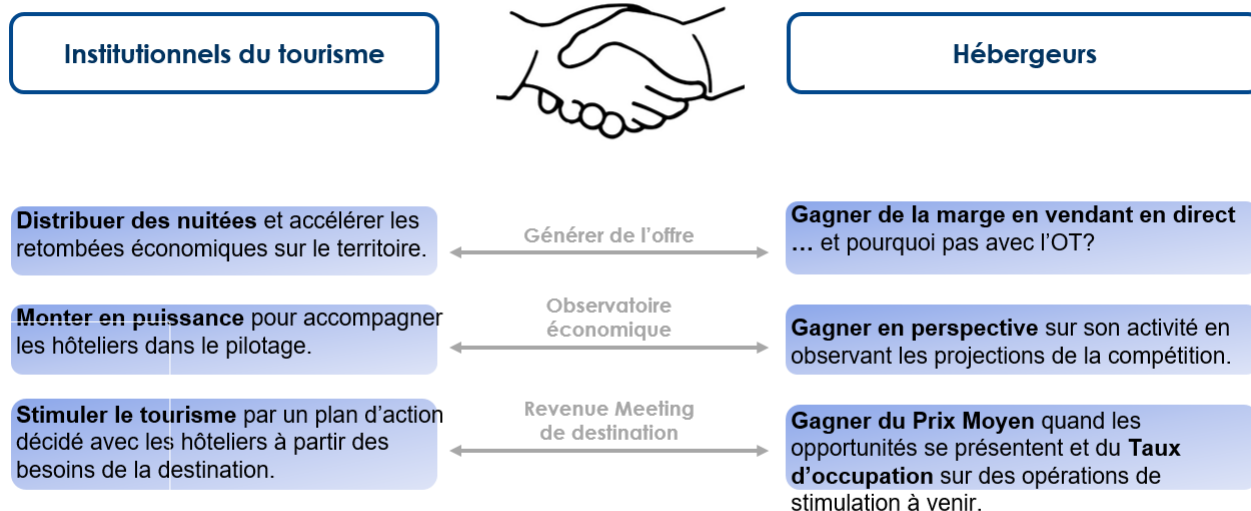 Institutionnels du tourisme
Hébergeurs
Distribuer des nuitées et accélérer les
retombées économiques sur le territoire.
Générer de l'offre
Gagner de la marge en vendant en direct
… et pourquoi pas avec l'OT?
Monter en puissance pour accompagner
les hôteliers dans le pilotage.
Observatoire
économique
Gagner en perspective sur son activité en
observant les projections de la compétition.
Stimuler le tourisme par un plan d'action
décidé avec les hôteliers à partir des
besoins de la destination.
Revenue Meeting
de destination
Gagner du Prix Moyen quand les
opportunités se présentent et du Taux
d'occupation sur des opérations de
stimulation à venir.